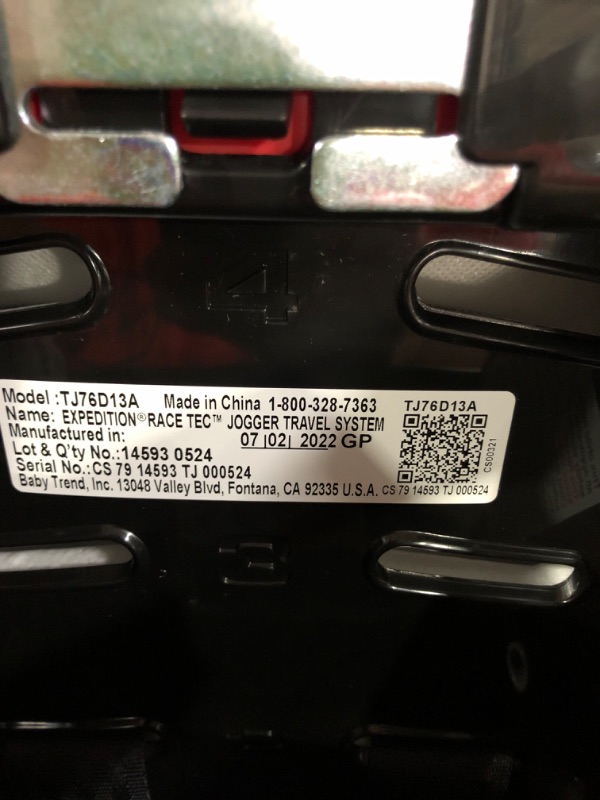 4
Model :TJ76D13A Made in China 1-800-328-7363 TJ76D13A
Name: EXPEDITION®RACE TEC™ JOGGER TRAVEL SYSTEM
Manufactured in: 07 |02| 2022 GP
Lot & Q'ty No.:14593 0524
Serial No.:CS 79 14593 TJ 000524
Baby Trend, Inc. 13048 Valley Blvd, Fontana, CA 92335 U.S.A. CS 79 14593 TJ 000524
CS00321
3